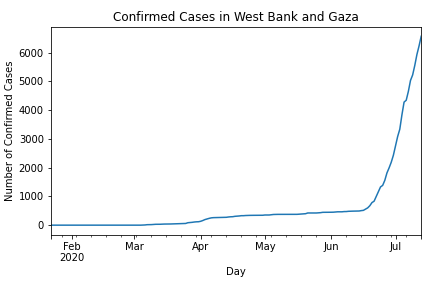 Confirmed Cases in West Bank and Gaza
Number of Confirmed Cases
6000
5000
4000
3000
2000
1000
0
Feb
2020
Mar
Apr
May
Jun
Jul
Day